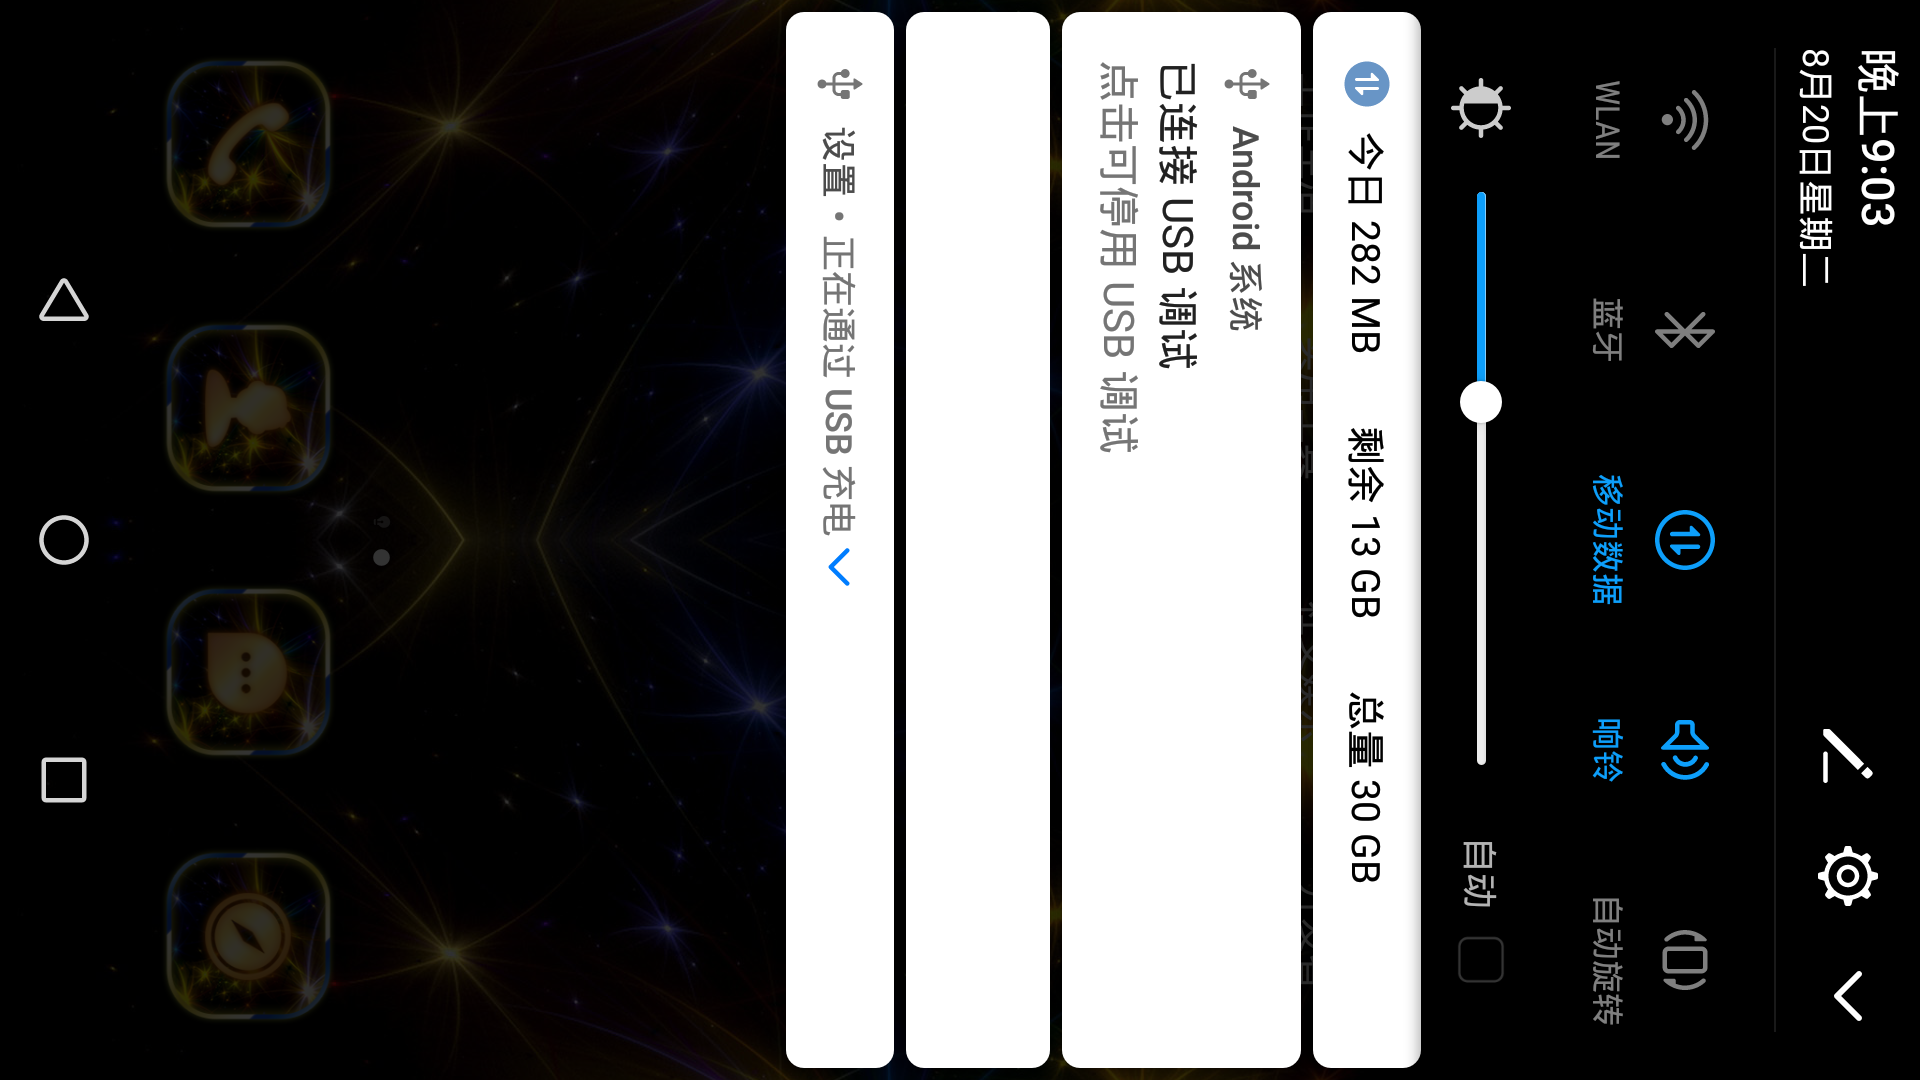 晚上9:03
8月20日星期二
WLAN
蓝牙
移动数据
响铃
自动旋转
自动
今日 282 MB 剩余 13 GB 总量 30 GB
Android 系统
已连接 USB 调试
点击可停用 USB 调试
设置 • 正在通过 USB 充电